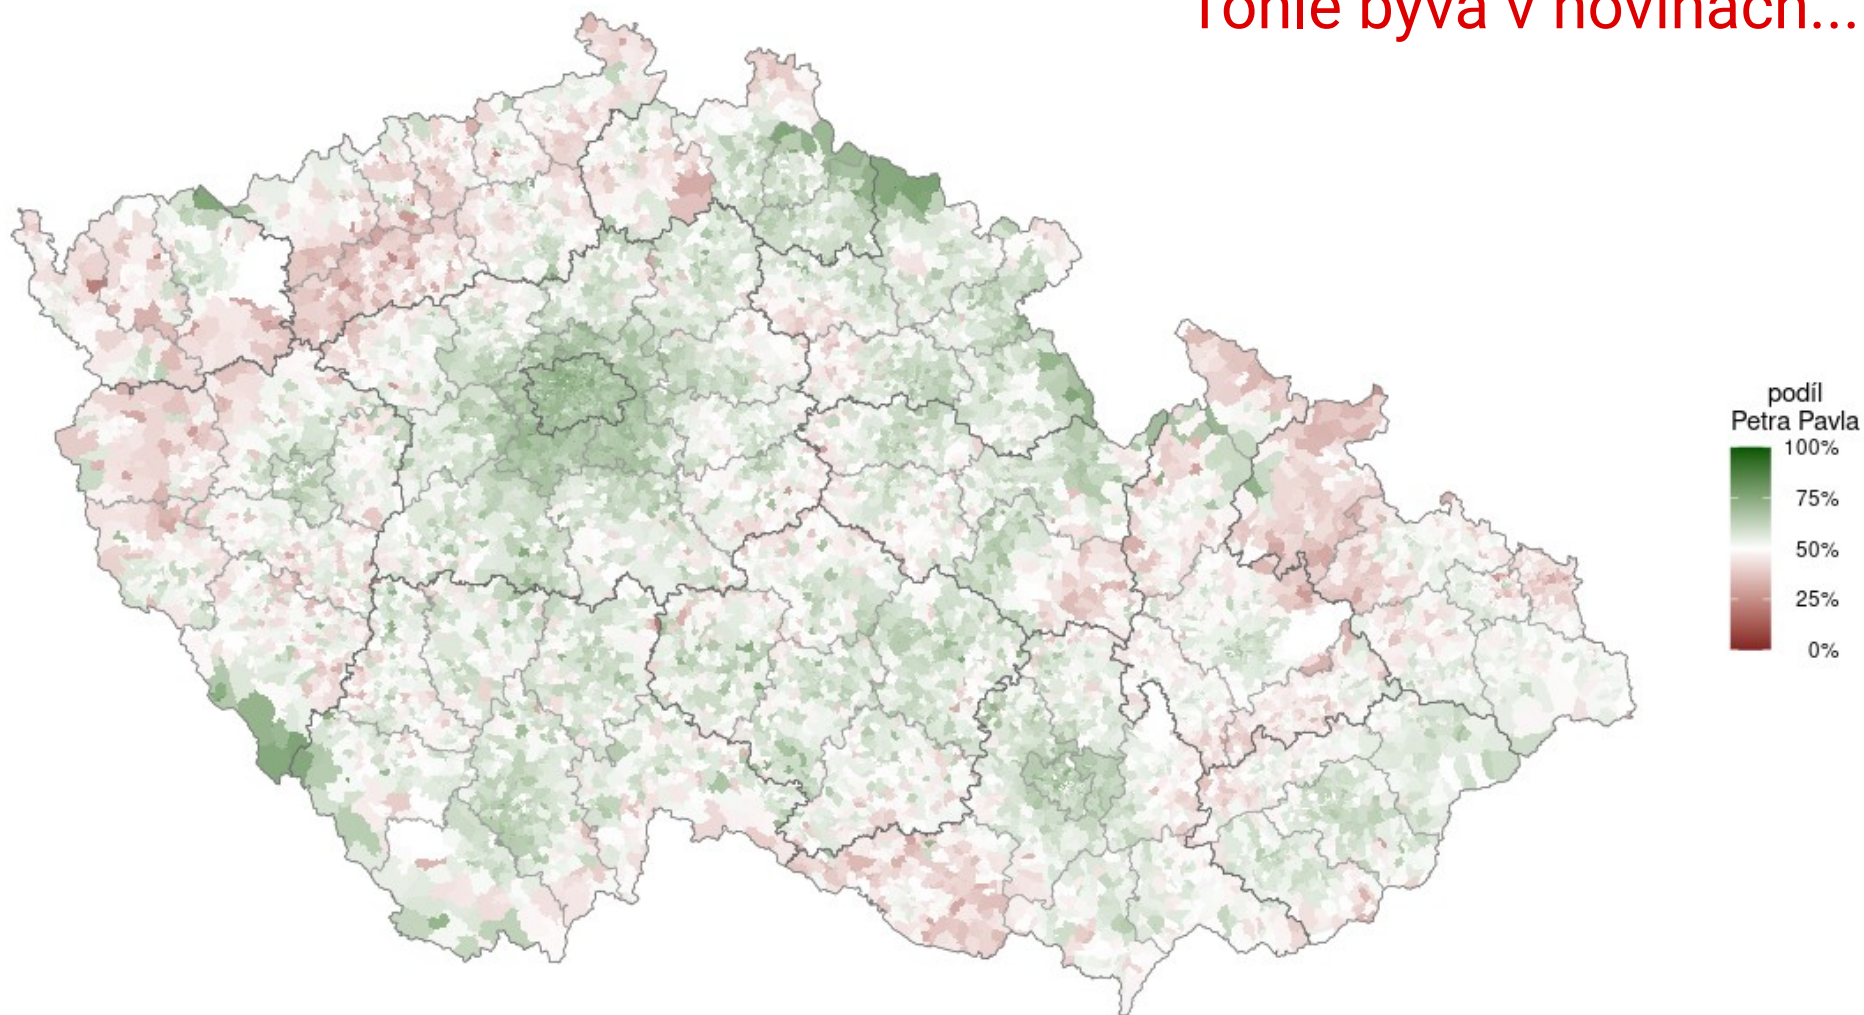 Tohle bývá v novinách...
podíl
Petra Pavla
100%
75%
50%
25%
0%